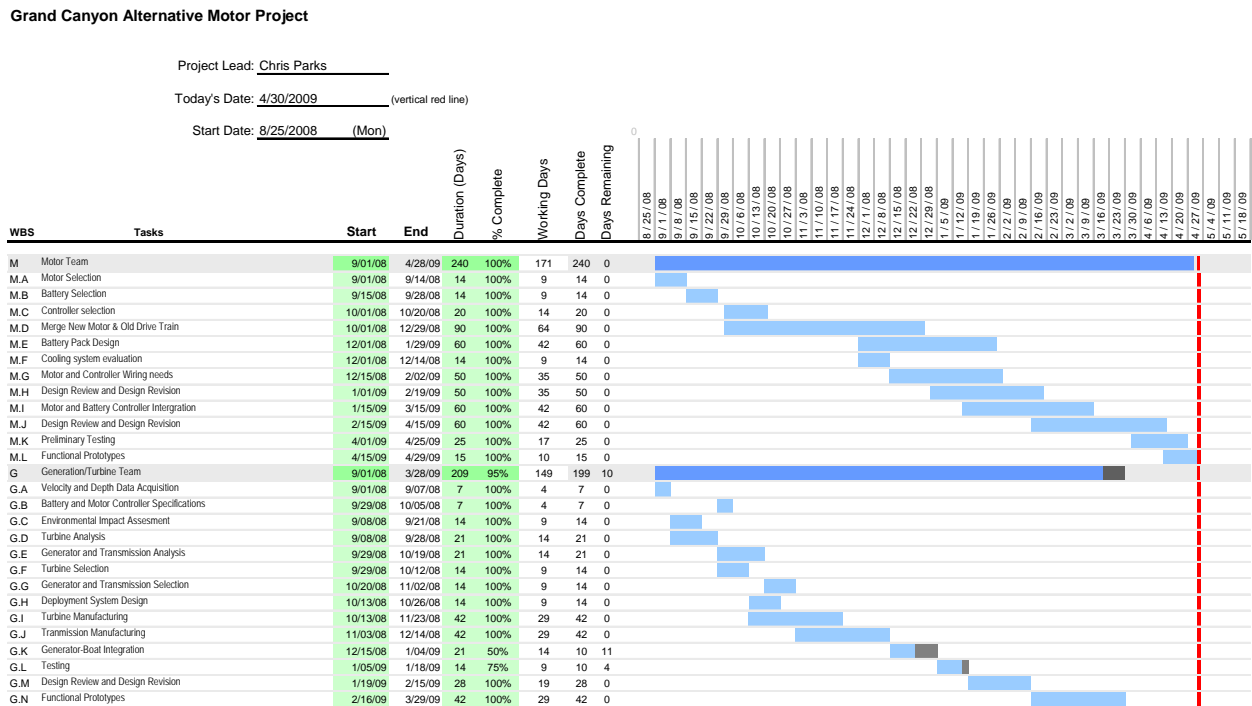 Grand Canyon Alternative Motor Project
Project Lead: Chris Parks
Today's Date: 4/30/2009 (vertical red line)
Start Date: 8/25/2008 (Mon)
0
WBS Tasks Start End Duration (Days) % Complete Working Days Days Complete Days Remaining 8 / 25 / 08 9 / 1 / 08 9 / 8 / 08 9 / 15 / 08 9 / 22 / 08 9 / 29 / 08 10 / 6 / 08 10 / 13 / 08 10 / 20 / 08 10 / 27 / 08 11 / 3 / 08 11 / 10 / 08 11 / 17 / 08 11 / 24 / 08 12 / 1 / 08 12 / 8 / 08 12 / 15 / 08 12 / 22 / 08 12 / 29 / 08 1 / 5 / 09 1 / 12 / 09 1 / 19 / 09 1 / 26 / 09 2 / 2 / 09 2 / 9 / 09 2 / 16 / 09 2 / 23 / 09 3 / 2 / 09 3 / 9 / 09 3 / 16 / 09 3 / 23 / 09 3 / 30 / 09 4 / 6 / 09 4 / 13 / 09 4 / 20 / 09 4 / 27 / 09 5 / 4 / 09 5 / 11 / 09 5 / 18 / 09
M Motor Team 9/01/08 4/28/09 240 100% 171 240 0
M.A Motor Selection 9/01/08 9/14/08 14 100% 9 14 0
M.B Battery Selection 9/15/08 9/28/08 14 100% 9 14 0
M.C Controller selection 10/01/08 10/20/08 20 100% 14 20 0
M.D Merge New Motor & Old Drive Train 10/01/08 12/29/08 90 100% 64 90 0
M.E Battery Pack Design 12/01/08 1/29/09 60 100% 42 60 0
M.F Cooling system evaluation 12/01/08 12/14/08 14 100% 9 14 0
M.G Motor and Controller Wiring needs 12/15/08 2/02/09 50 100% 35 50 0
M.H Design Review and Design Revision 1/01/09 2/19/09 50 100% 35 50 0
M.I Motor and Battery Controller Intergration 1/15/09 3/15/09 60 100% 42 60 0
M.J Design Review and Design Revision 2/15/09 4/15/09 60 100% 42 60 0
M.K Preliminary Testing 4/01/09 4/25/09 25 100% 17 25 0
M.L Functional Prototypes 4/15/09 4/29/09 15 100% 10 15 0
G Generation/Turbine Team 9/01/08 3/28/09 209 95% 149 199 10
G.A Velocity and Depth Data Acquisition 9/01/08 9/07/08 7 100% 4 7 0
G.B Battery and Motor Controller Specifications 9/29/08 10/05/08 7 100% 4 7 0
G.C Environmental Impact Assesment 9/08/08 9/21/08 14 100% 9 14 0
G.D Turbine Analysis 9/08/08 9/28/08 21 100% 14 21 0
G.E Generator and Transmission Analysis 9/29/08 10/19/08 21 100% 14 21 0
G.F Turbine Selection 9/29/08 10/12/08 14 100% 9 14 0
G.G Generator and Transmission Selection 10/20/08 11/02/08 14 100% 9 14 0
G.H Deployment System Design 10/13/08 10/26/08 14 100% 9 14 0
G.I Turbine Manufacturing 10/13/08 11/23/08 42 100% 29 42 0
G.J Tranmission Manufacturing 11/03/08 12/14/08 42 100% 29 42 0
G.K Generator-Boat Integration 12/15/08 1/04/09 21 50% 14 10 11
G.L Testing 1/05/09 1/18/09 14 75% 9 10 4
G.M Design Review and Design Revision 1/19/09 2/15/09 28 100% 19 28 0
G.N Functional Prototypes 2/16/09 3/29/09 42 100% 29 42 0